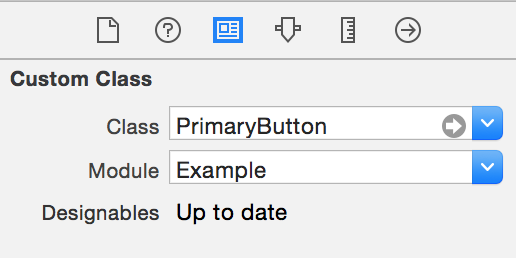 Custom Class
Class PrimaryButton
Module Example
Designables Up to date